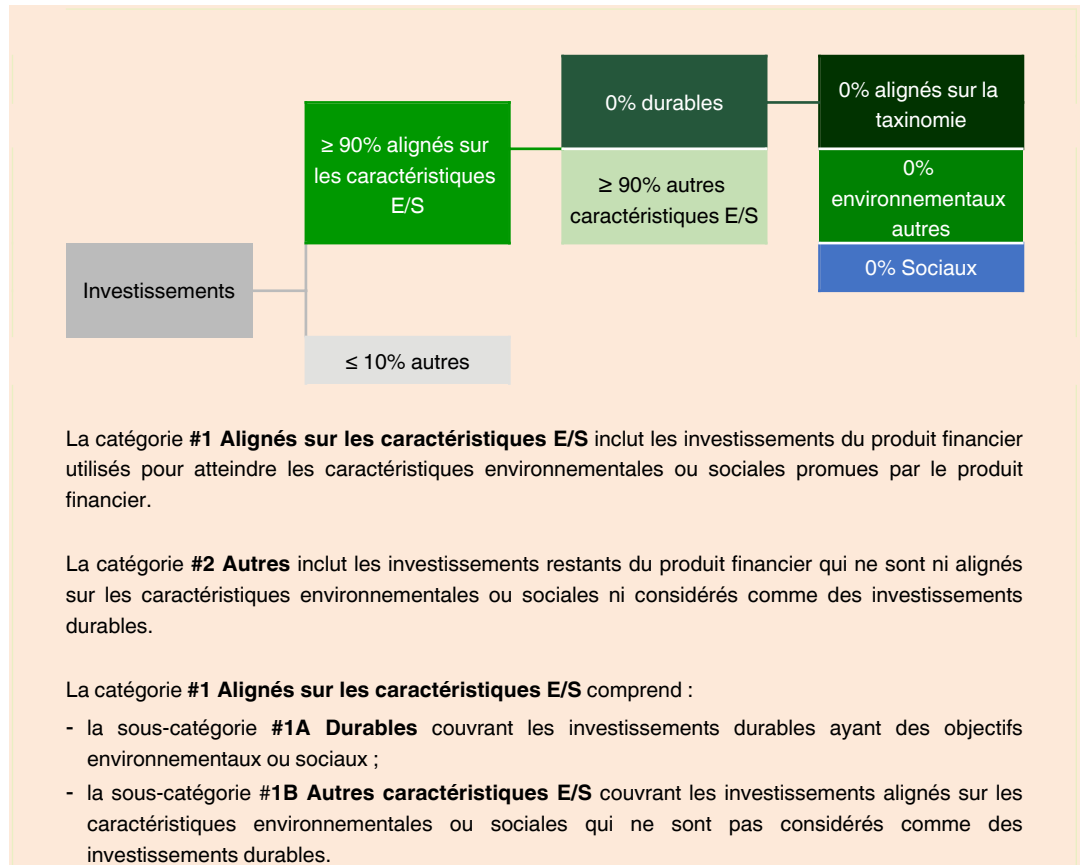 ≥ 90% alignés sur
les caractéristiques
E/S
0% durables
0% alignés sur la
taxinomie
≥ 90% autres
caractéristiques E/S
0%
environnementaux
autres
0% Sociaux
Investissements
≤ 10% autres
La catégorie #1 Alignés sur les caractéristiques E/S inclut les investissements du produit financier
utilisés pour atteindre les caractéristiques environnementales ou sociales promues par le produit
financier.
La catégorie #2 Autres inclut les investissements restants du produit financier qui ne sont ni alignés
sur les caractéristiques environnementales ou sociales ni considérés comme des investissements
durables.
La catégorie #1 Alignés sur les caractéristiques E/S comprend :
- la sous-catégorie #1A Durables couvrant les investissements durables ayant des objectifs
environnementaux ou sociaux ;
- la sous-catégorie #1B Autres caractéristiques E/S couvrant les investissements alignés sur les
caractéristiques environnementales ou sociales qui ne sont pas considérés comme des
investissements durables.